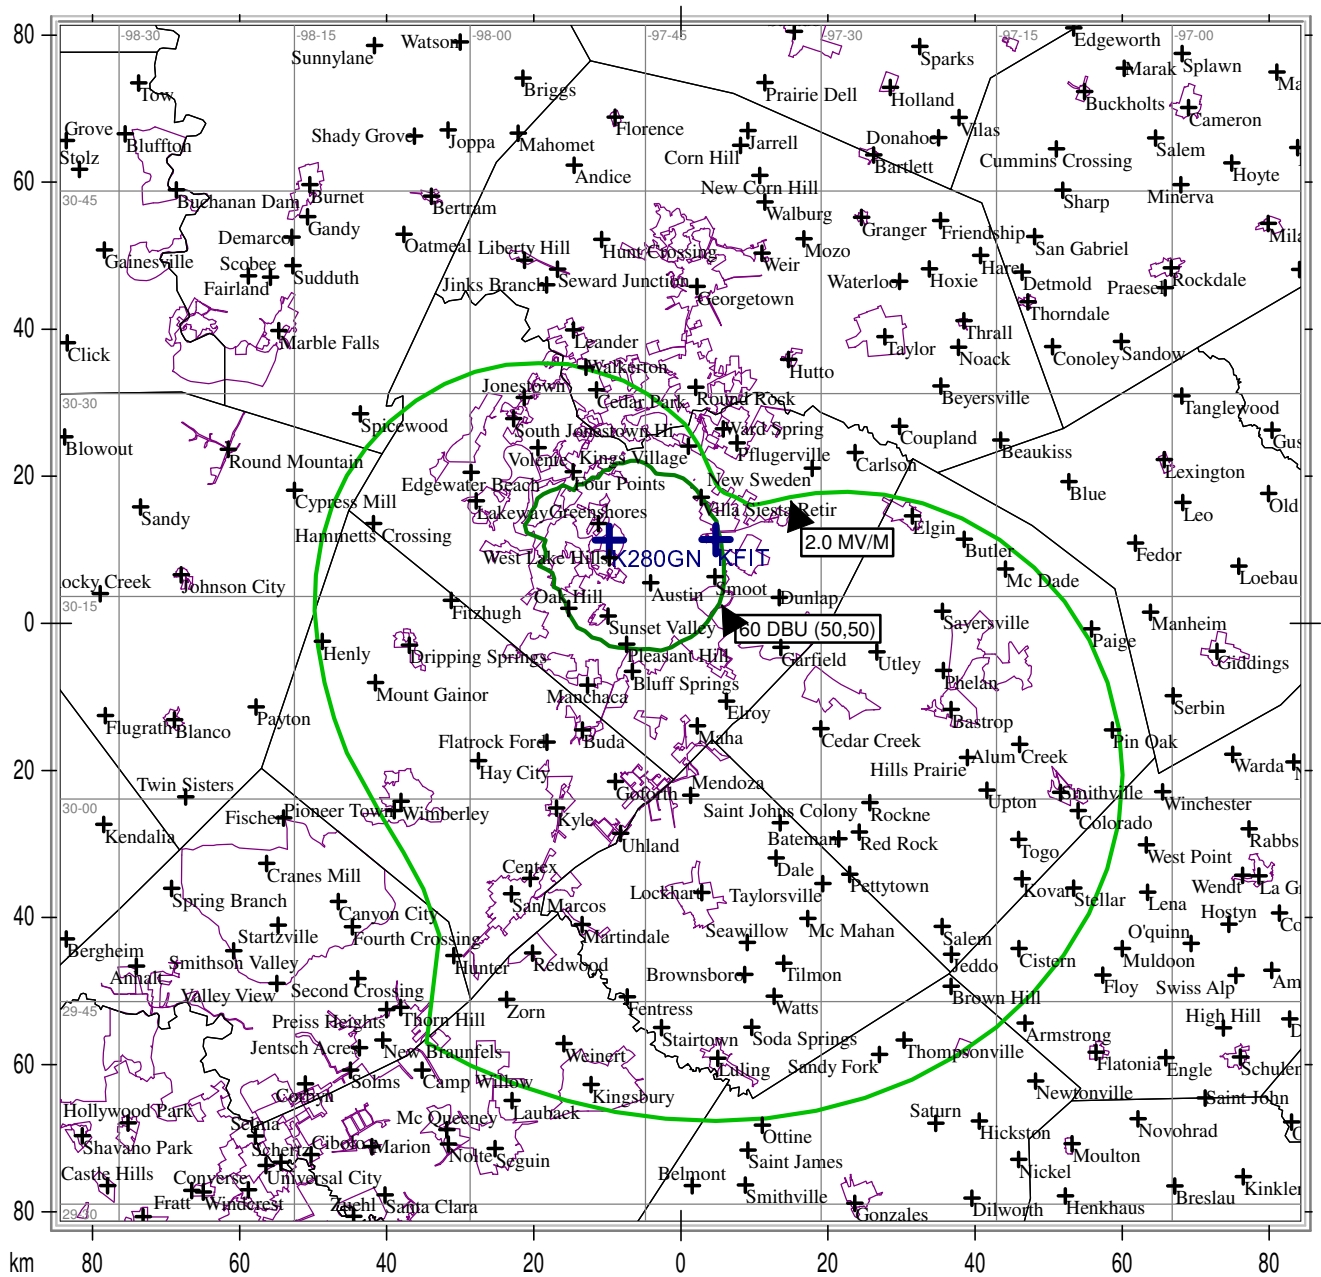 80
-98-30
-98-15
-98-00
-97-45
-97-30
-97-15
-97-00
Sunnylane
Watson
Edgeworth
Sparks
Marak
Splawn
Ma
Tow
Briggs
Prairie Dell
Holland
Buckholts
Cameron
Grove
Bluffton
Stolz
Shady Grove
Joppa
Mahomet
Florence
Jarrell
Corn Hill
Donahoe
Vilas
Bartlett
Cummins Crossing
Salem
Hoyte
60
Andice
New Corn Hill
30-45
Buchanan Dam
Burnet
Bertram
Walburg
Sharp
Minerva
Gandy
Demarco
Oatmeal
Liberty Hill
Hunt Crossing
Weir
Mozo
Granger
Friendship
San Gabriel
Mila
Gainesville
Scobee
Sudduth
Fairland
Jinks Branch
Seward Junction
Georgetown
Waterloo
Hoxie
Hare
Detmold
Praesel
Rockdale
Thorndale
40
Click
Marble Falls
Leander
Walkerton
Hutto
Taylor
Thrall
Noack
Conoley
Sandow
30-30
Jonestown
Cedar Park
Round Rock
Beyersville
Tanglewood
Spicewood
South Jonestown Hi
Ward Spring
Coupland
Gus
Blowout
Round Mountain
Volente
Kings Village
Pflugerville
Carlson
Beaukiss
Lexington
20
Edgewater Beach
Four Points
New Sweden
Blue
Cypress Mill
Lakeway
Greenshores
Villa Siesta Retir
Leo
Old
Sandy
Hammetts Crossing
Elgin
2.0 MV/M
West Lake Hills
K280GN
KFIT
Butler
Fedor
Loebau
ocky Creek
Johnson City
Austin
Smoot
Mc Dade
30-15
Fitzhugh
Oak Hill
Dunlap
0
Sunset Valley
60 DBU (50,50)
Sayersville
Paige
Manheim
Henly
Dripping Springs
Pleasant Hill
Garfield
Utley
Giddings
Mount Gainor
Manchaca
Bluff Springs
Phelan
Serbin
Flugrath
Blanco
Payton
Elroy
Bastrop
Flatrock Ford
Buda
Maha
Cedar Creek
Pin Oak
Hay City
Hills Prairie
Alum Creek
Warda
20
Twin Sisters
Goforth
Mendoza
Upton
Smithville
Winchester
30-00
Fischer
Pioneer Town
Wimberley
Kyle
Saint Johns Colony
Rockne
Colorado
Kendalia
Uhland
Bateman
Red Rock
Togo
West Point
Rabbs
Cranes Mill
Centex
Dale
Pettytown
Kovar
Stellar
Wendt
La G
Spring Branch
San Marcos
Lockhart
Taylorsville
Lena
40
Canyon City
Seawillow
Mc Mahan
Salem
Hostyn
Co
Bergheim
Startzville
Fourth Crossing
Martindale
O'quinn
Annalt
Smithson Valley
Hunter
Redwood
Brownsboro
Tilmon
Jeddo
Cistern
Muldoon
Valley View
Second Crossing
Floy
Swiss Alp
Am
29-45
Zorn
Fentress
Watts
Brown Hill
Preiss Heights
Thorn Hill
Stairtown
Soda Springs
Armstrong
High Hill
Jentsch Acres
New Braunfels
Weinert
Thompsonville
60
Solms
Camp Willow
Luling
Sandy Fork
Flatonia
Engle
Schulen
Corbyn
Kingsbury
Newtonville
Saint John
Hollywood Park
Lauback
Selma
Mc Queeney
Ottine
Saturn
Hickston
Novohrad
Shavano Park
Schertz
Cibolo
Marion
Nolte
Seguin
Saint James
Nickel
Moulton
Castle Hills
Converse
Universal City
Belmont
Smithville
Breslau
Kinkler
Fratt
Windcrest
Zuehl
Santa Clara
Gonzales
Dilworth
Henkhaus
80
29-30
km
80
60
40
20
0
20
40
60
80